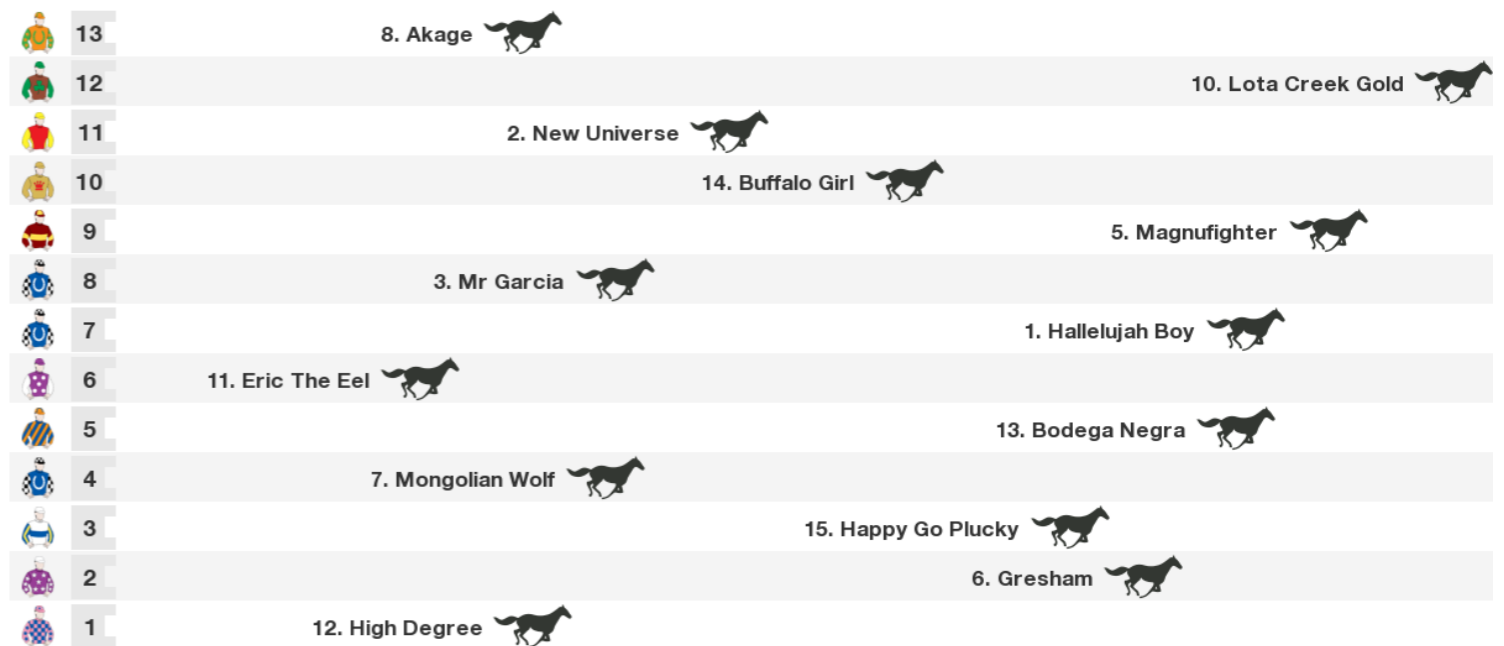 13 8. Akage
12 10. Lota Creek Gold
11 2. New Universe
10 14. Buffalo Girl
9 5. Magnufighter
8 3. Mr Garcia
7 1. Hallelujah Boy
6 11. Eric The Eel
5 13. Bodega Negra
4 7. Mongolian Wolf
3 15. Happy Go Plucky
2 6. Gresham
1 12. High Degree